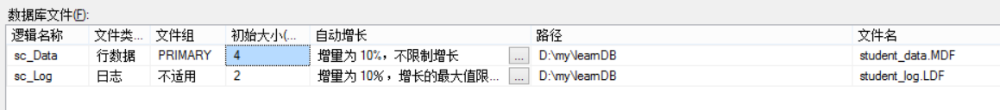 数据库文件(F):
逻辑名称 文件类... 文件组 初始大小(... 自动增长 路径 文件名
sc_Data 行数据 PRIMARY 4 增量为 10%，不限制增长 ... D:\my\learnDB student_data.MDF
sc_Log 日志 不适用 2 增量为 10%，增长的最大值限... ... D:\my\learnDB student_log.LDF